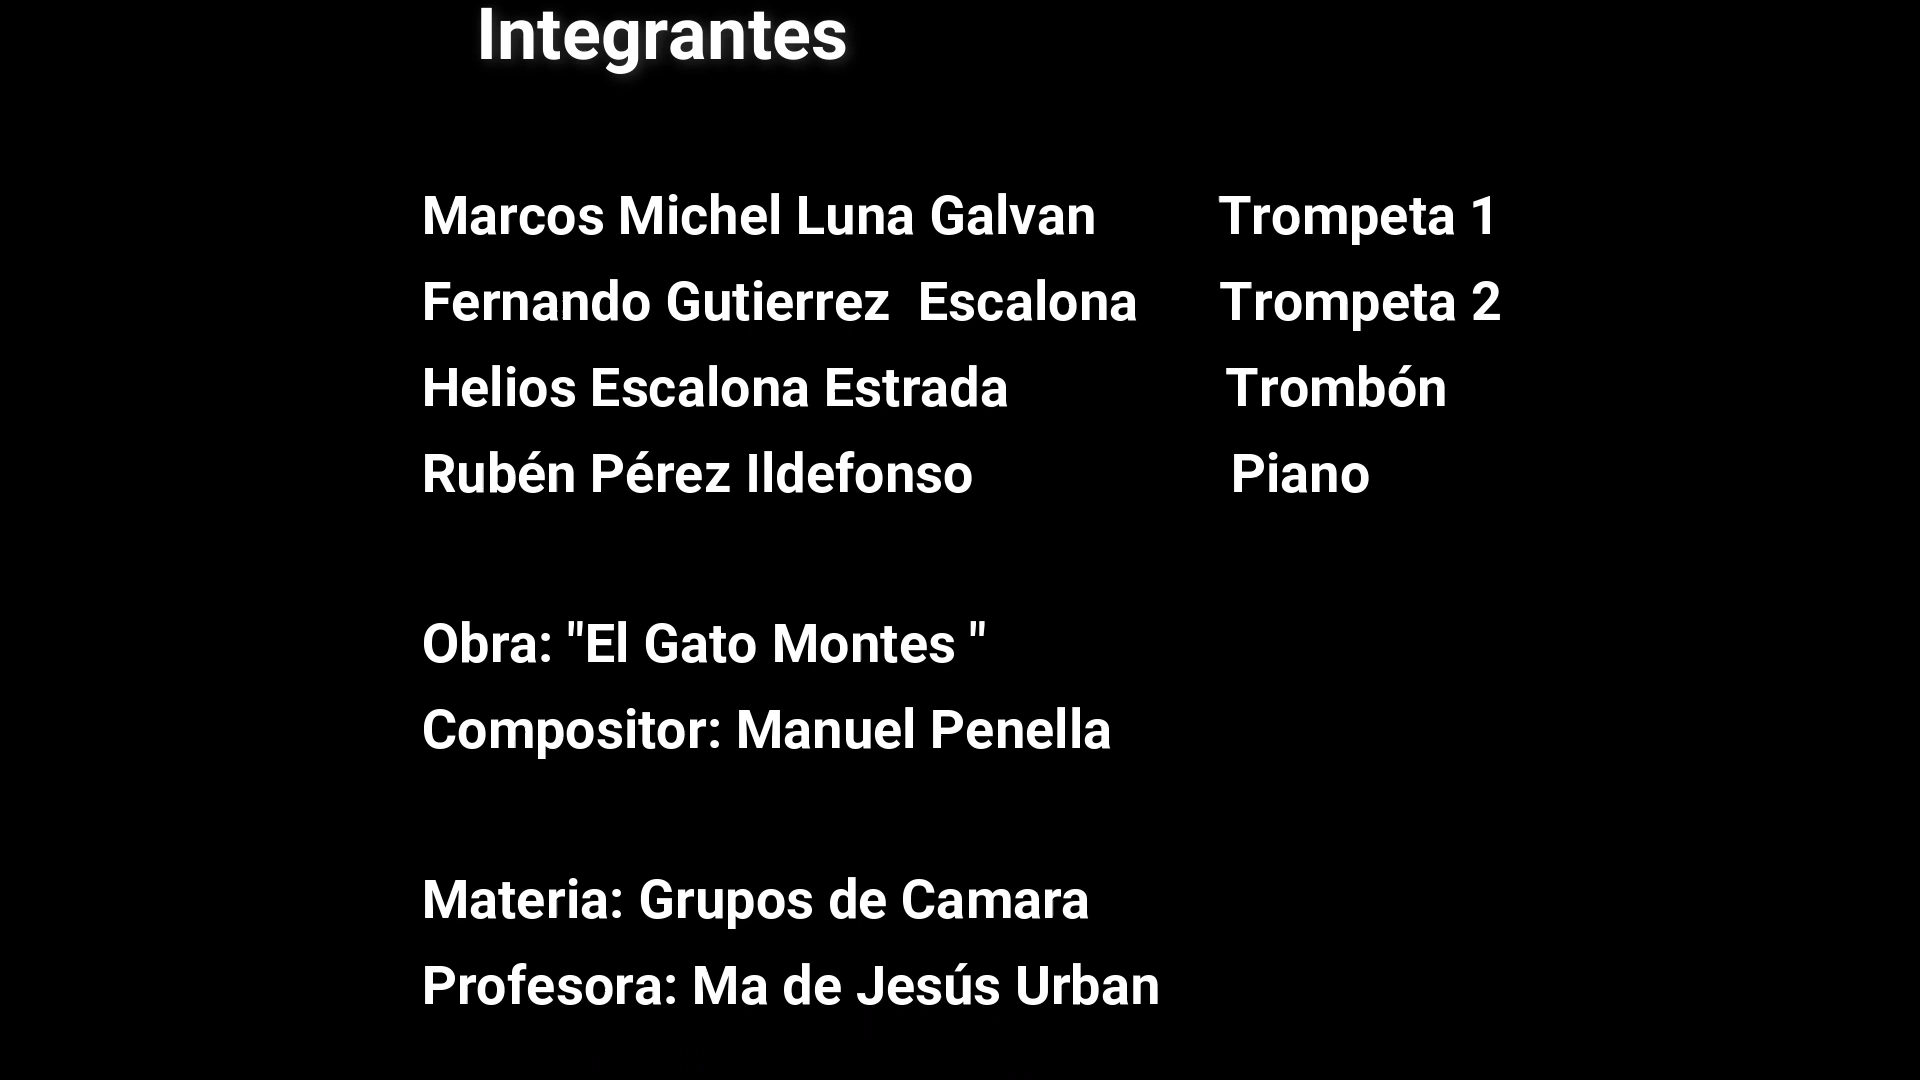 Integrantes
Marcos Michel Luna Galvan Trompeta 1
Fernando Gutierrez Escalona Trompeta 2
Helios Escalona Estrada Trombón
Rubén Pérez Ildefonso Piano
Obra: "El Gato Montes "
Compositor: Manuel Penella
Materia: Grupos de Camara
Profesora: Ma de Jesús Urban